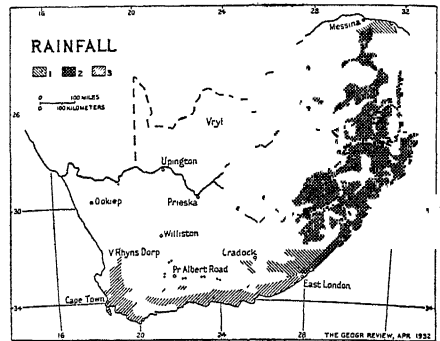 16 20 28 32
Messina
RAINFALL
1 2 3
0 100 MILES
0 100 KILOMETERS
26
Vryl
Upington
Ookiep
Prieska
30
Williston
V Rhyns Dorp
Cradock
Pr Albert Road
East London
Cape Town
34 34
16 20 24 28
THE GEOGR REVIEW, APR 1932